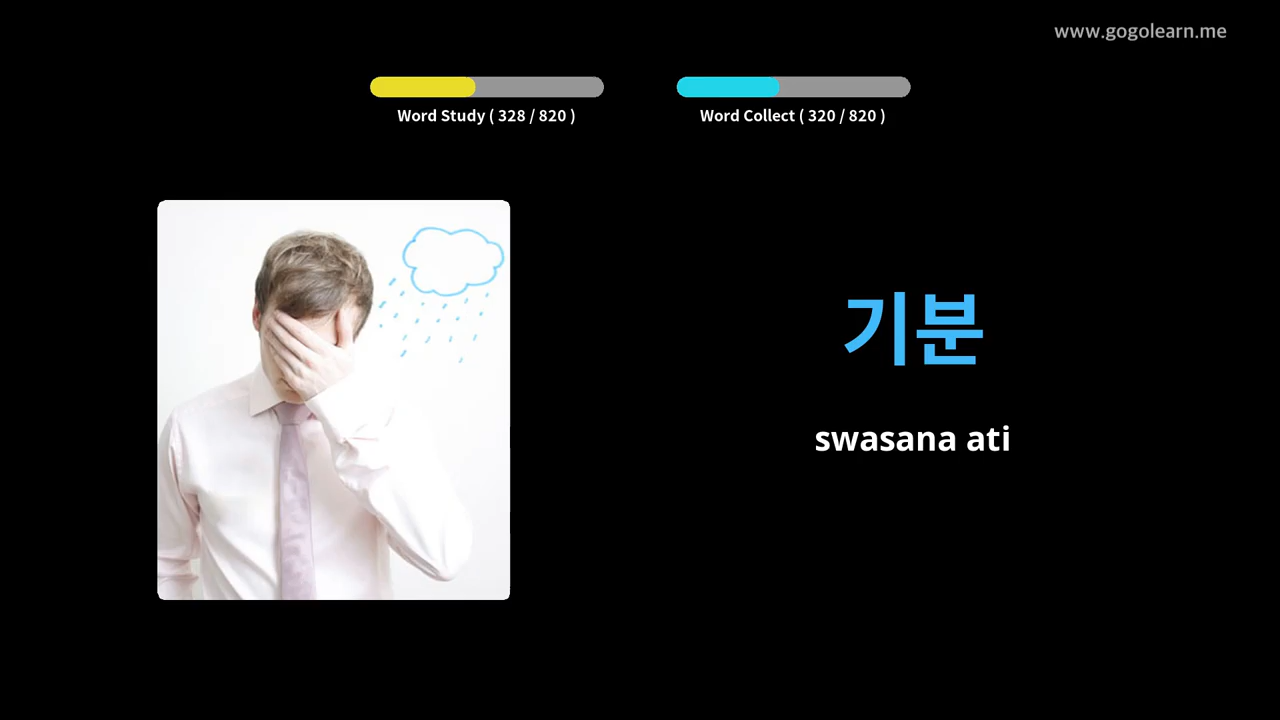 www.gogolearn.me
Word Study ( 328 / 820 )
Word Collect ( 320 / 820 )
기분
swasana ati